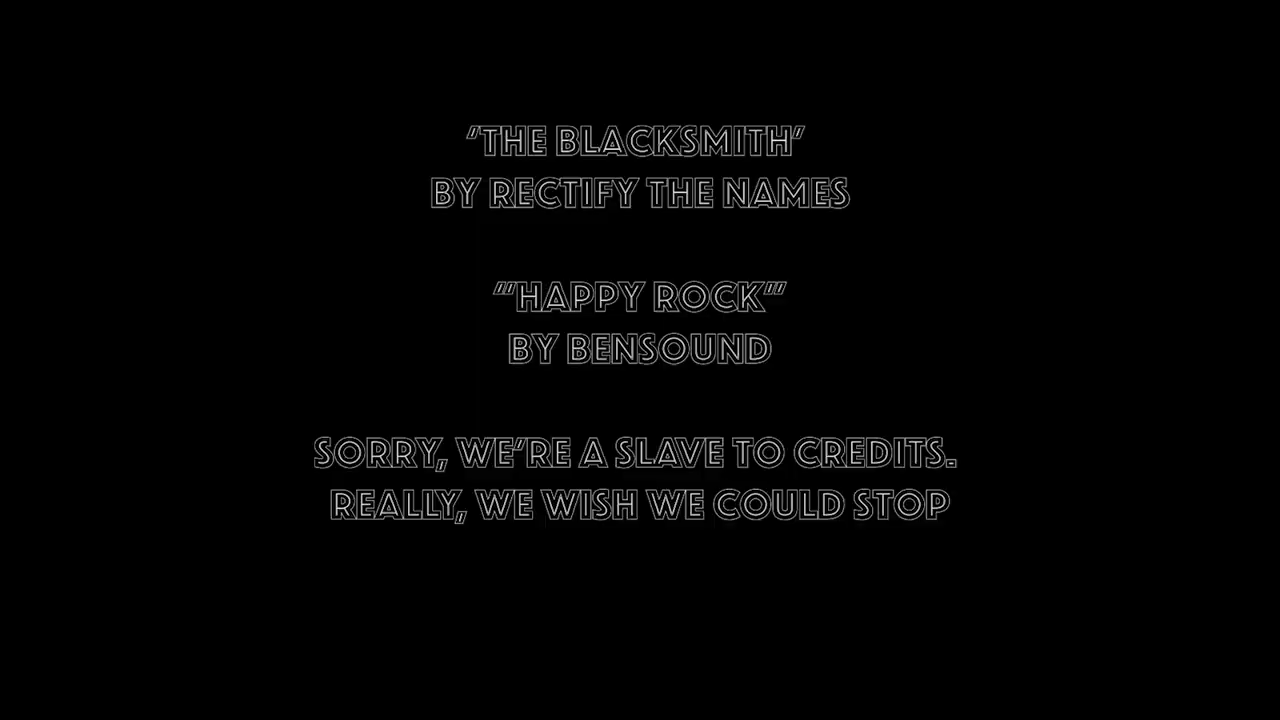 'THE BLACKSMITH'
BY RECTIFY THE NAMES
"'HAPPY ROCK'"
BY BENSOUND
SORRY, WE'RE A SLAVE TO CREDITS.
REALLY, WE WISH WE COULD STOP